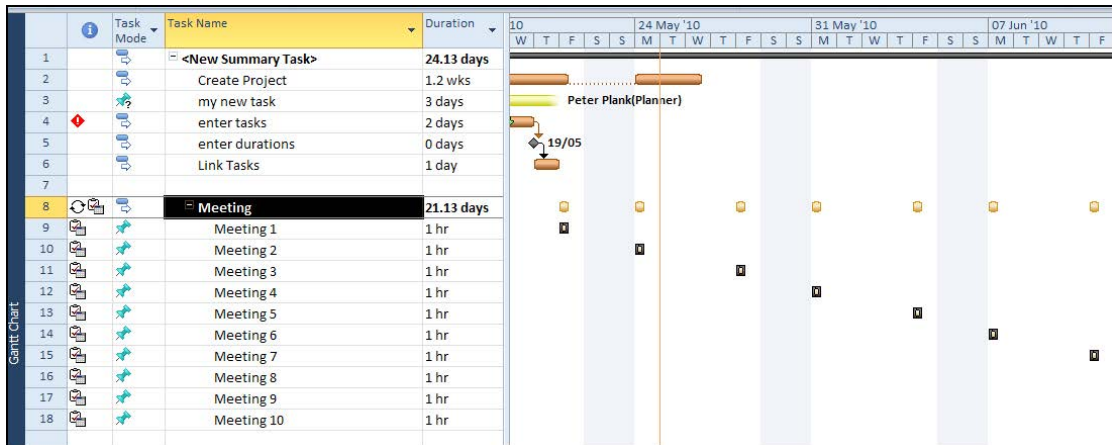 Task Mode Task Name Duration 10 24 May '10 31 May '10 07 Jun '10
W T F S S M T W T F S S M T W T F S S M T W T F
1 <New Summary Task> 24.13 days
2 Create Project 1.2 wks
3 my new task 3 days Peter Plank(Planner)
4 enter tasks 2 days
5 enter durations 0 days 19/05
6 Link Tasks 1 day
7
8 Meeting 21.13 days
9 Meeting 1 1 hr
10 Meeting 2 1 hr
11 Meeting 3 1 hr
12 Meeting 4 1 hr
13 Meeting 5 1 hr
14 Meeting 6 1 hr
15 Meeting 7 1 hr
16 Meeting 8 1 hr
17 Meeting 9 1 hr
18 Meeting 10 1 hr
Gantt Chart